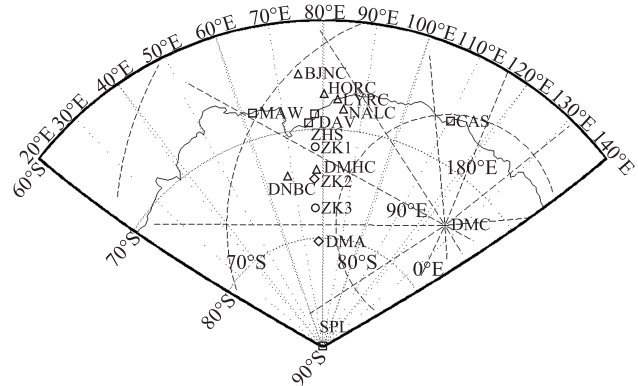 20°E
30°E
40°E
50°E
60°E
70°E
80°E
90°E
100°E
110°E
120°E
130°E
140°E
60°S
70°S
80°S
90°S
BJNC
HORC
LYRC
MAW
NALC
DAV
CAS
ZHS
ZK1
DMHC
180°E
DNBC
ZK2
ZK3
90°E
DMC
DMA
70°S
80°S
0°E
SPL